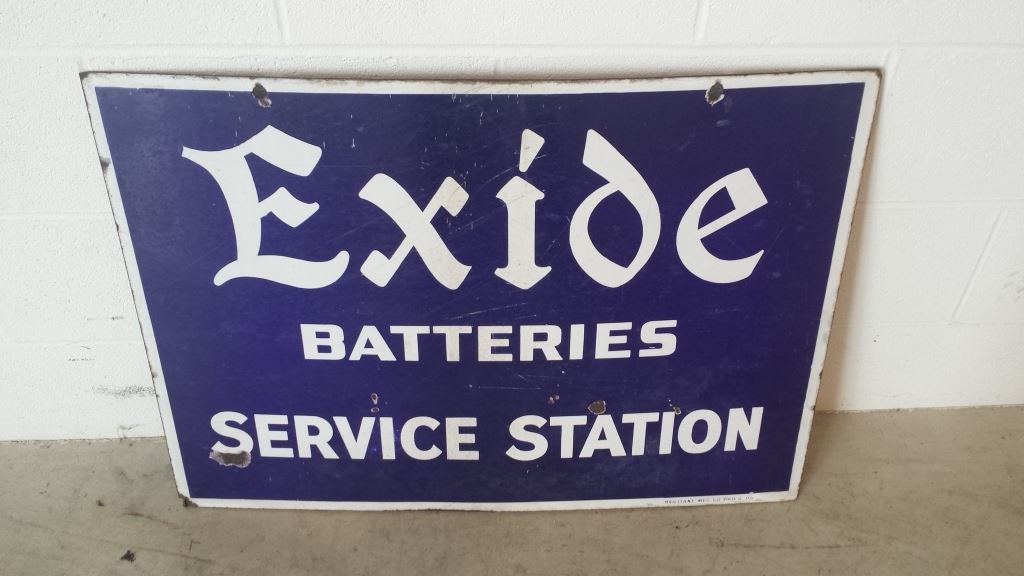 Exide
BATTERIES
SERVICE STATION